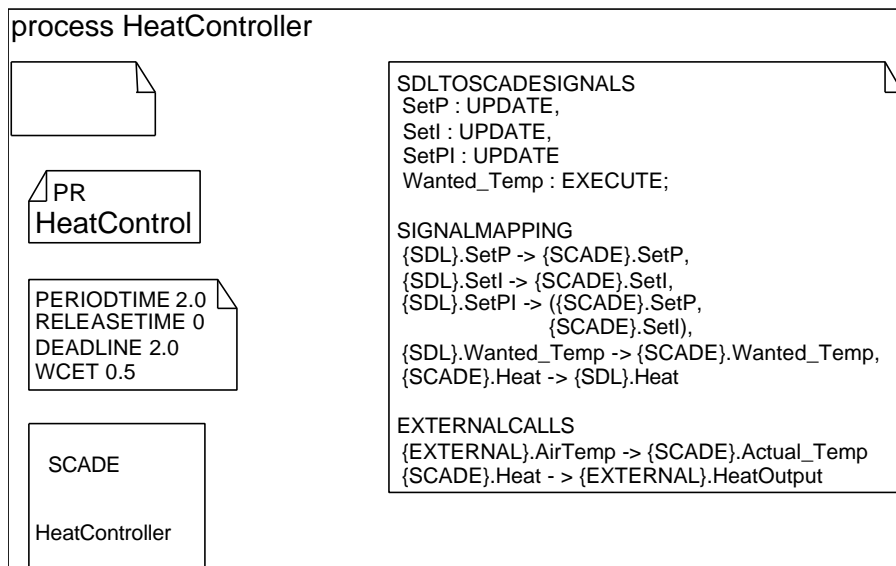 process HeatController
PR
HeatControl
PERIODTIME 2.0
RELEASETIME 0
DEADLINE 2.0
WCET 0.5
SCADE
HeatController
SDLTOSCADESIGNALS
SetP : UPDATE,
SetI : UPDATE,
SetPI : UPDATE
Wanted_Temp : EXECUTE;
SIGNALMAPPING
{SDL}.SetP -> {SCADE}.SetP,
{SDL}.SetI -> {SCADE}.SetI,
{SDL}.SetPI -> ({SCADE}.SetP,
{SCADE}.SetI),
{SDL}.Wanted_Temp -> {SCADE}.Wanted_Temp,
{SCADE}.Heat -> {SDL}.Heat
EXTERNALCALLS
{EXTERNAL}.AirTemp -> {SCADE}.Actual_Temp
{SCADE}.Heat - > {EXTERNAL}.HeatOutput